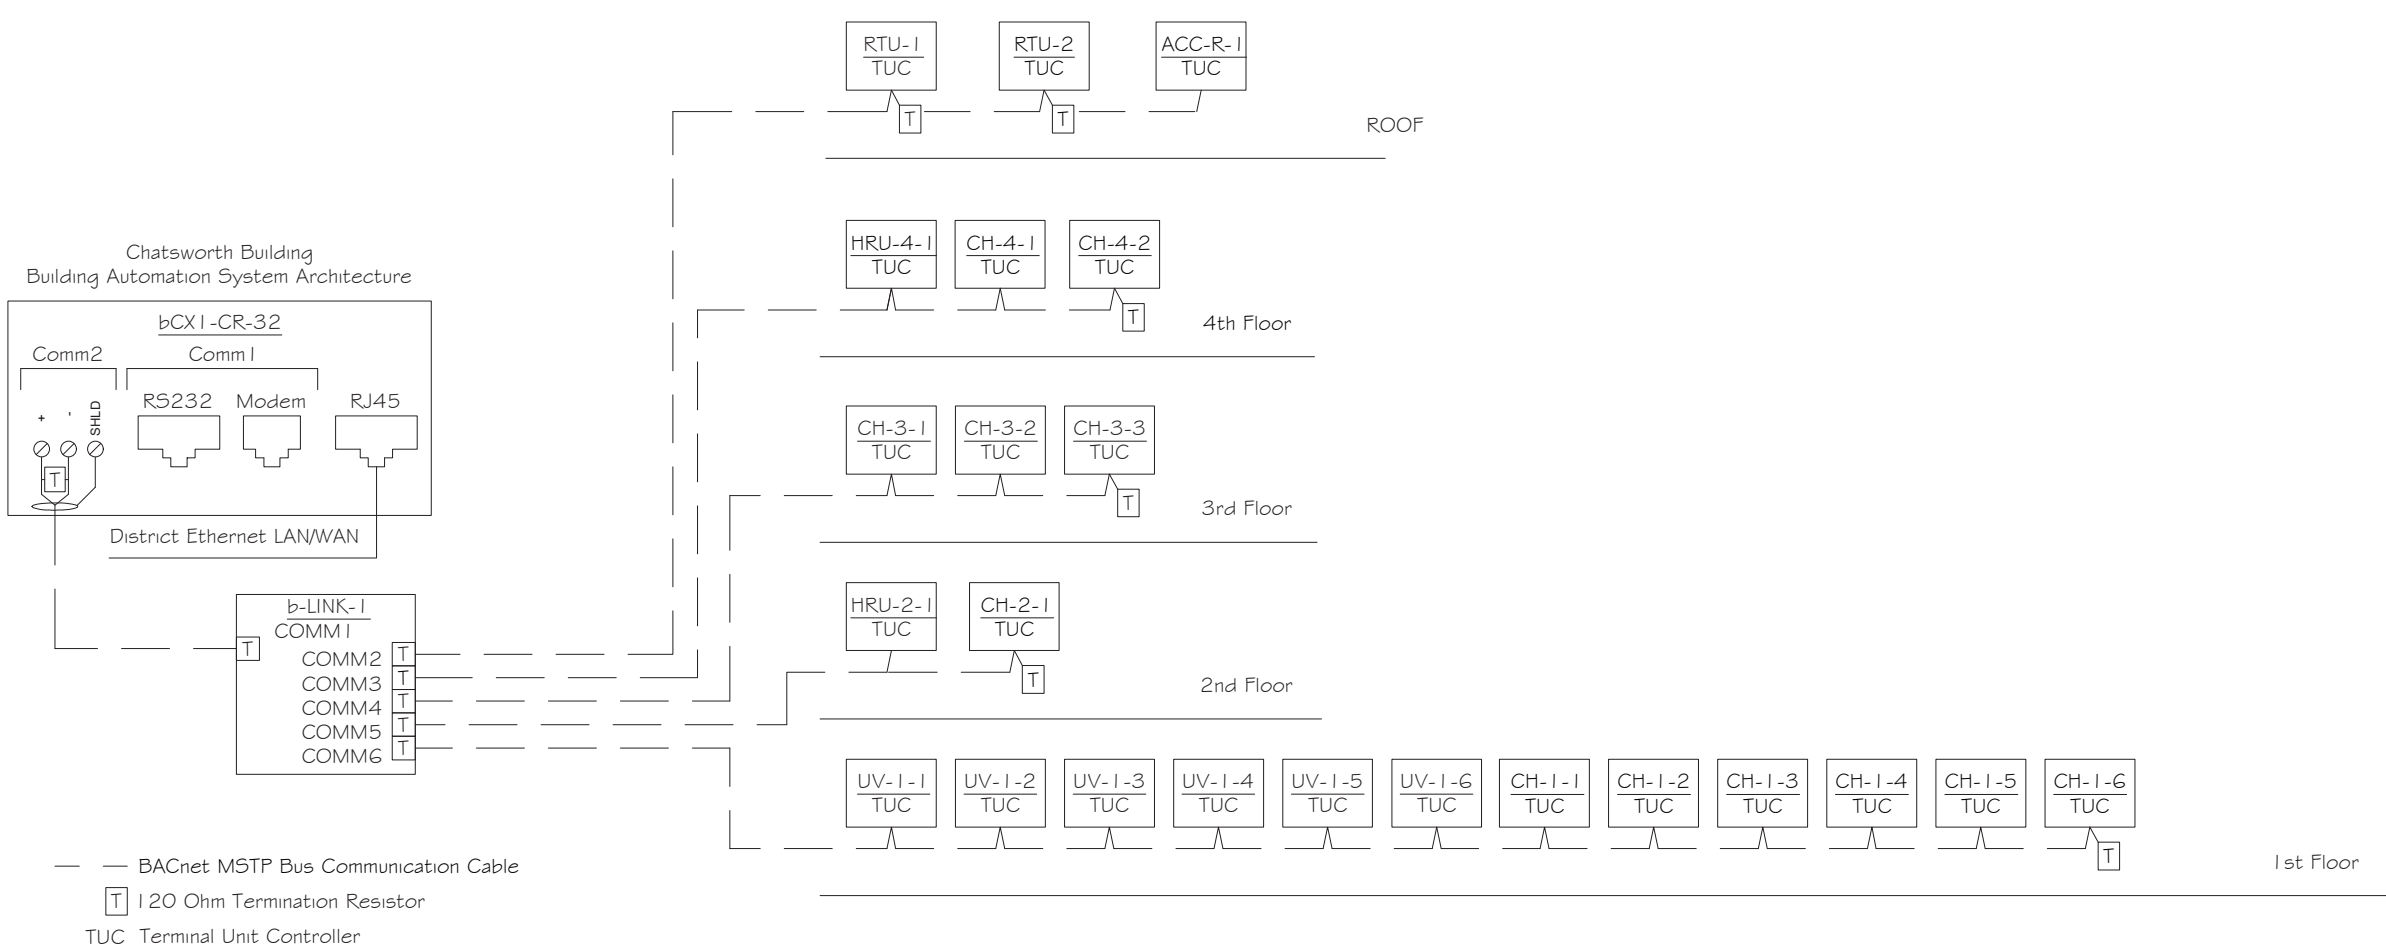 RTU-1
TUC
RTU-2
TUC
ACC-R-1
TUC
T
T
ROOF
HRU-4-1
TUC
CH-4-1
TUC
CH-4-2
TUC
T
4th Floor
Chatsworth Building
Building Automation System Architecture
bCX1-CR-32
Comm2
Comm1
RS232
Modem
RJ45
+
-
SHLD
T
District Ethernet LAN/WAN
CH-3-1
TUC
CH-3-2
TUC
CH-3-3
TUC
T
3rd Floor
b-LINK-1
COMM1
T
COMM2 T
COMM3 T
COMM4 T
COMM5 T
COMM6 T
HRU-2-1
TUC
CH-2-1
TUC
T
2nd Floor
UV-1-1
TUC
UV-1-2
TUC
UV-1-3
TUC
UV-1-4
TUC
UV-1-5
TUC
UV-1-6
TUC
CH-1-1
TUC
CH-1-2
TUC
CH-1-3
TUC
CH-1-4
TUC
CH-1-5
TUC
CH-1-6
TUC
T
1st Floor
BACnet MSTP Bus Communication Cable
T 120 Ohm Termination Resistor
TUC Terminal Unit Controller